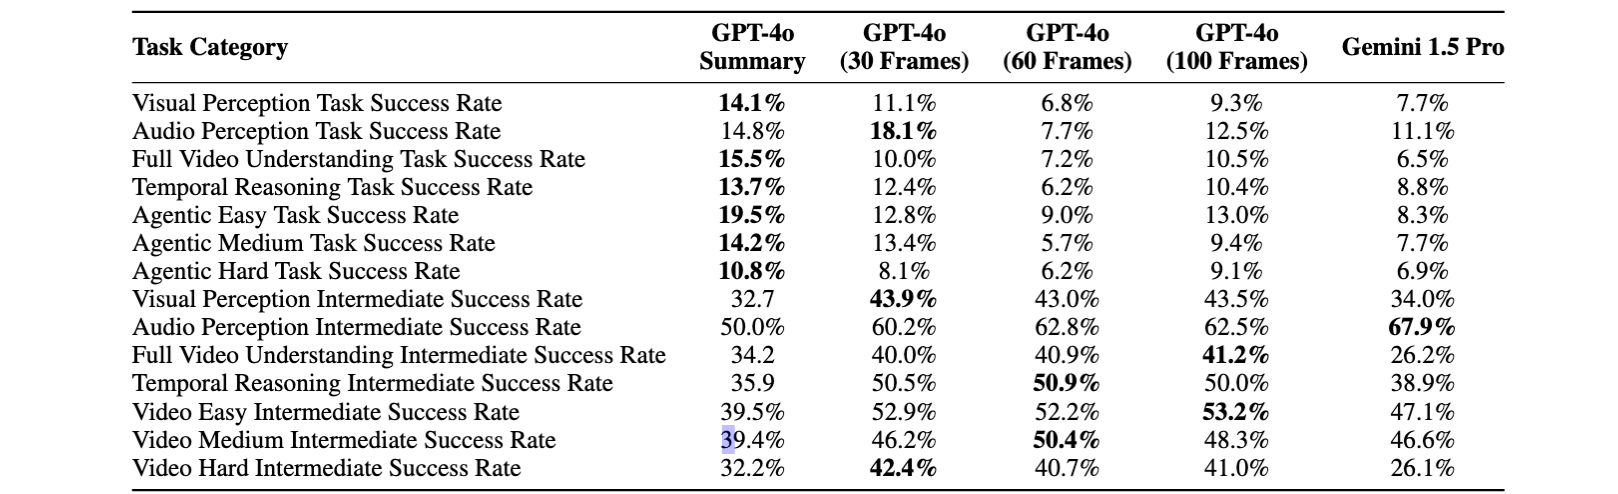 Task Category GPT-4o Summary GPT-4o (30 Frames) GPT-4o (60 Frames) GPT-4o (100 Frames) Gemini 1.5 Pro
Visual Perception Task Success Rate 14.1% 11.1% 6.8% 9.3% 7.7%
Audio Perception Task Success Rate 14.8% 18.1% 7.7% 12.5% 11.1%
Full Video Understanding Task Success Rate 15.5% 10.0% 7.2% 10.5% 6.5%
Temporal Reasoning Task Success Rate 13.7% 12.4% 6.2% 10.4% 8.8%
Agentic Easy Task Success Rate 19.5% 12.8% 9.0% 13.0% 8.3%
Agentic Medium Task Success Rate 14.2% 13.4% 5.7% 9.4% 7.7%
Agentic Hard Task Success Rate 10.8% 8.1% 6.2% 9.1% 6.9%
Visual Perception Intermediate Success Rate 32.7 43.9% 43.0% 43.5% 34.0%
Audio Perception Intermediate Success Rate 50.0% 60.2% 62.8% 62.5% 67.9%
Full Video Understanding Intermediate Success Rate 34.2 40.0% 40.9% 41.2% 26.2%
Temporal Reasoning Intermediate Success Rate 35.9 50.5% 50.9% 50.0% 38.9%
Video Easy Intermediate Success Rate 39.5% 52.9% 52.2% 53.2% 47.1%
Video Medium Intermediate Success Rate 39.4% 46.2% 50.4% 48.3% 46.6%
Video Hard Intermediate Success Rate 32.2% 42.4% 40.7% 41.0% 26.1%